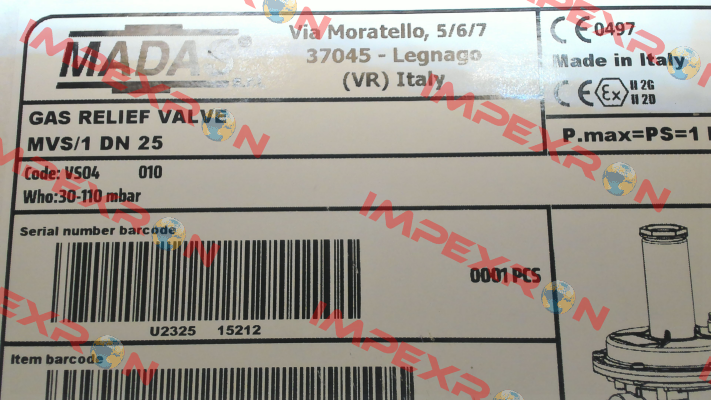 MADAS®
Via Moratello, 5/6/7
37045 - Legnago
(VR) Italy
CE 0497
Made in Italy
CE Ex II 2G
II 2D
GAS RELIEF VALVE
MVS/1 DN 25
P.max=PS=1
Code: VS04 010
Who:30-110 mbar
Serial number barcode
0001 PCS
U2325 15212
Item barcode
IMPEXRON